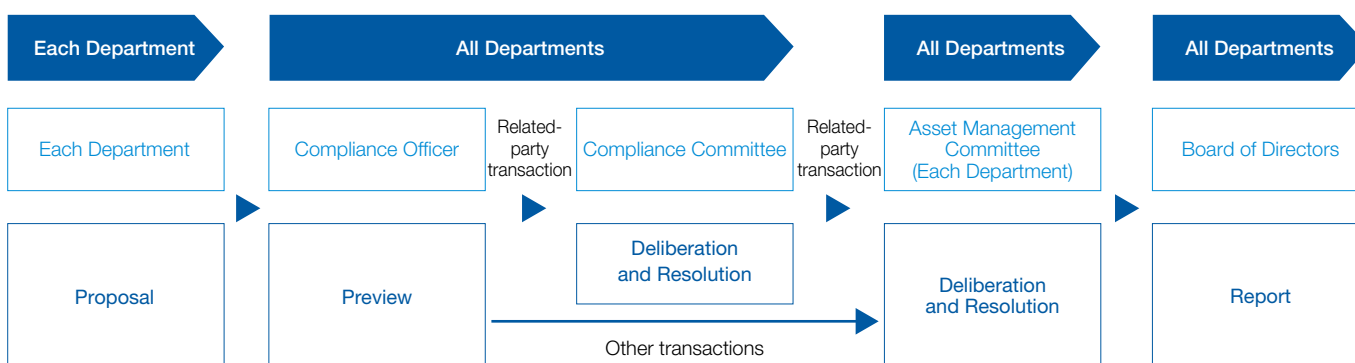 Each Department
All Departments
All Departments
All Departments
Each Department
Compliance Officer
Related-
party
transaction
Compliance Committee
Related-
party
transaction
Asset Management
Committee
(Each Department)
Board of Directors
Proposal
Preview
Deliberation
and Resolution
Deliberation
and Resolution
Report
Other transactions